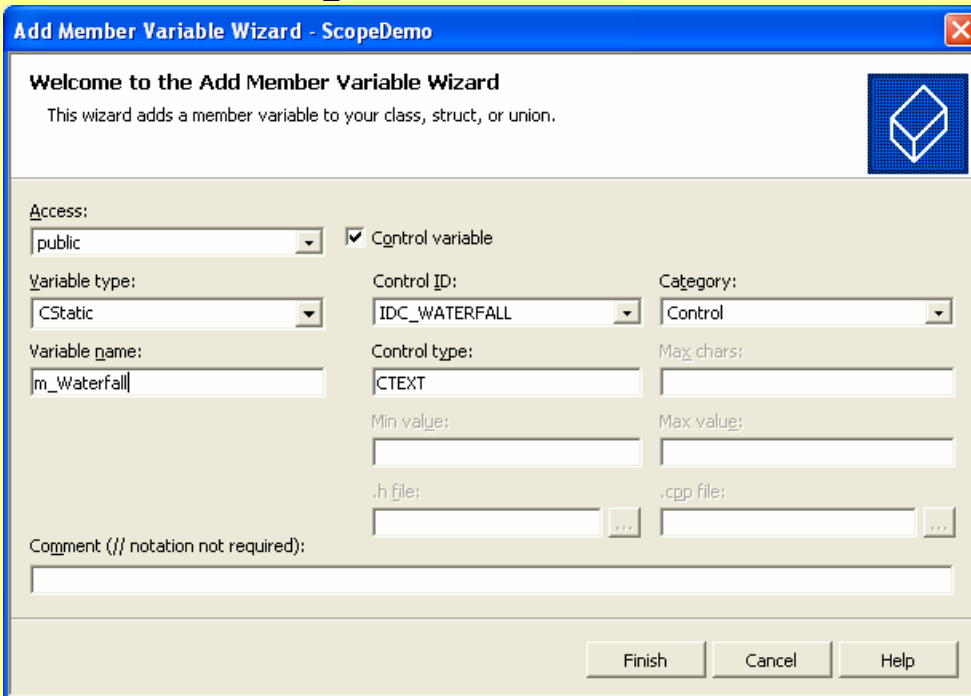 Add Member Variable Wizard - ScopeDemo
Welcome to the Add Member Variable Wizard
This wizard adds a member variable to your class, struct, or union.
Access:
public
Control variable
Variable type:
Control ID:
Category:
CStatic
IDC_WATERFALL
Control
Variable name:
Control type:
Max chars:
m_Waterfall
CTEXT
Min value:
Max value:
.h file:
.cpp file:
...
...
Comment (// notation not required):
Finish
Cancel
Help